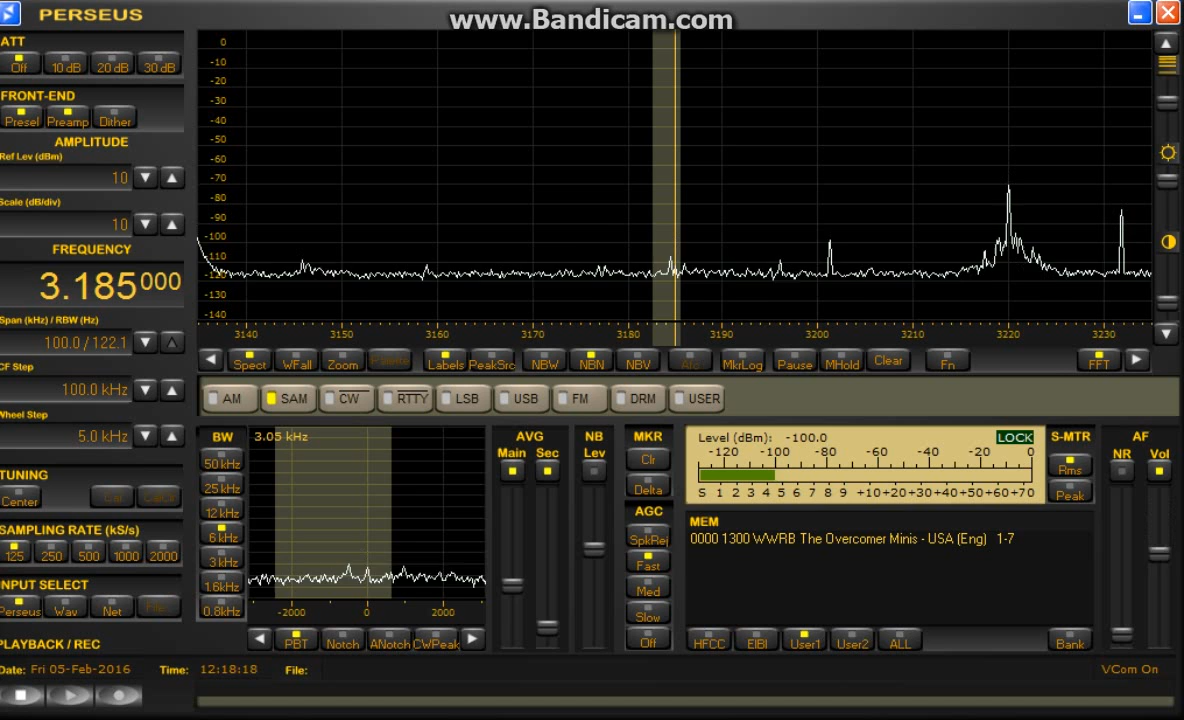 www.Bandicam.com
PERSEUS
ATT
Off 10 dB 20 dB 30 dB
FRONT-END
Presel Preamp Dither
AMPLITUDE
Ref Lev (dBm)
10
Scale (dB/div)
10
FREQUENCY
3.185000
Span (kHz) / RBW (Hz)
100.0 / 122.1
CF Step
100.0 kHz
Wheel Step
5.0 kHz
TUNING
Center
SAMPLING RATE (kS/s)
125 250 500 1000 2000
INPUT SELECT
Perseus Wav Net File
PLAYBACK / REC
0
-10
-20
-30
-40
-50
-60
-70
-80
-90
-100
-110
-120
-130
-140
3140 3150 3160 3170 3180 3190 3200 3210 3220 3230
Spect WFall Zoom Labels PeakSrc NBW NBN NBV Afc MkrLog Pause MHold Clear Fn FFT
AM SAM CW RTTY LSB USB FM DRM USER
BW
50 kHz
25 kHz
12 kHz
6 kHz
3 kHz
1.6kHz
0.8kHz
3.05 kHz
-2000 0 2000
PBT Notch ANotch CWPeak
AVG
Main Sec
NB
Lev
MKR
Clr
Delta
AGC
SpkRej
Fast
Med
Slow
Off
Level (dBm): -100.0 LOCK
-120 -100 -80 -60 -40 -20 0
S 1 2 3 4 5 6 7 8 9 +10+20+30+40+50+60+70
S-MTR
Rms
Peak
AF
NR Vol
MEM
0000 1300 WWRB The Overcomer Minis - USA (Eng) 1-7
HFCC EIBI User1 User2 ALL Bank
Date: Fri 05-Feb-2016 Time: 12:18:18 File:
VCom On